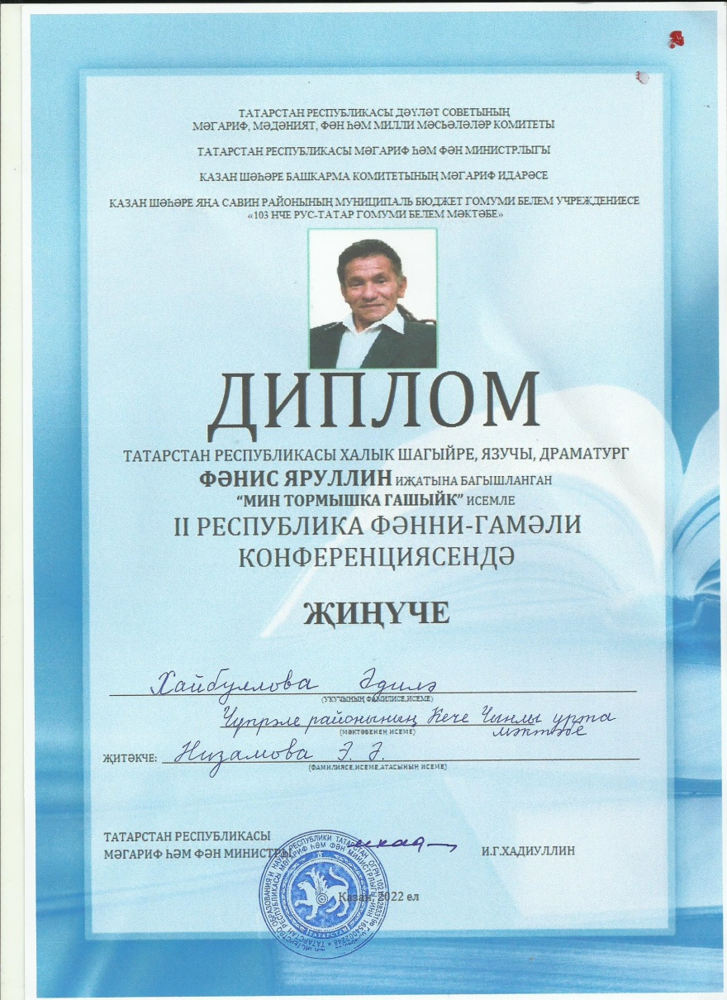 ТАТАРСТАН РЕСПУБЛИКАСЫ ДӘҮЛӘТ СОВЕТЫНЫҢ
МӘГАРИФ, МӘДӘНИЯТ, ФӘН ҺӘМ МИЛЛИ МӘСЬӘЛӘЛӘР КОМИТЕТЫ
ТАТАРСТАН РЕСПУБЛИКАСЫ МӘГАРИФ ҺӘМ ФӘН МИНИСТРЛЫГЫ
КАЗАН ШӘҺӘРЕ БАШКАРМА КОМИТЕТЫНЫҢ МӘГАРИФ ИДАРӘСЕ
КАЗАН ШӘҺӘРЕ ЯҢА САВИН РАЙОНЫНЫҢ МУНИЦИПАЛЬ БЮДЖЕТ ГОМУМИ БЕЛЕМ УЧРЕЖДЕНИЕСЕ
«103 НЧЕ РУС-ТАТАР ГОМУМИ БЕЛЕМ МӘКТӘБЕ»
ДИПЛОМ
ТАТАРСТАН РЕСПУБЛИКАСЫ ХАЛЫК ШАГЫЙРЕ, ЯЗУЧЫ, ДРАМАТУРГ
ФӘНИС ЯРУЛЛИН ИҖАТЫНА БАГЫШЛАНГАН
“МИН ТОРМЫШКА ГАШЫЙК” ИСЕМЛЕ
II РЕСПУБЛИКА ФӘННИ-ГАМӘЛИ
КОНФЕРЕНЦИЯСЕНДӘ
ҖИҢҮЧЕ
Хайбуллова Әдилә
(УКУЧЫНЫҢ ФАМИЛИСЕ, ИСЕМЕ)
Чүпрәле районының Кече Чынлы урта
мәктәбе
(МӘКТӘБЕНЕҢ ИСЕМЕ)
ҖИТӘКЧЕ: Низамова Ә. Ә.
(ФАМИЛИЯСЕ, ИСЕМЕ, АТАСЫНЫҢ ИСЕМЕ)
ТАТАРСТАН РЕСПУБЛИКАСЫ
МӘГАРИФ ҺӘМ ФӘН МИНИСТРЫ И.Г.ХАДИУЛЛИН
Казан, 2022 ел
ТАТАРСТАН